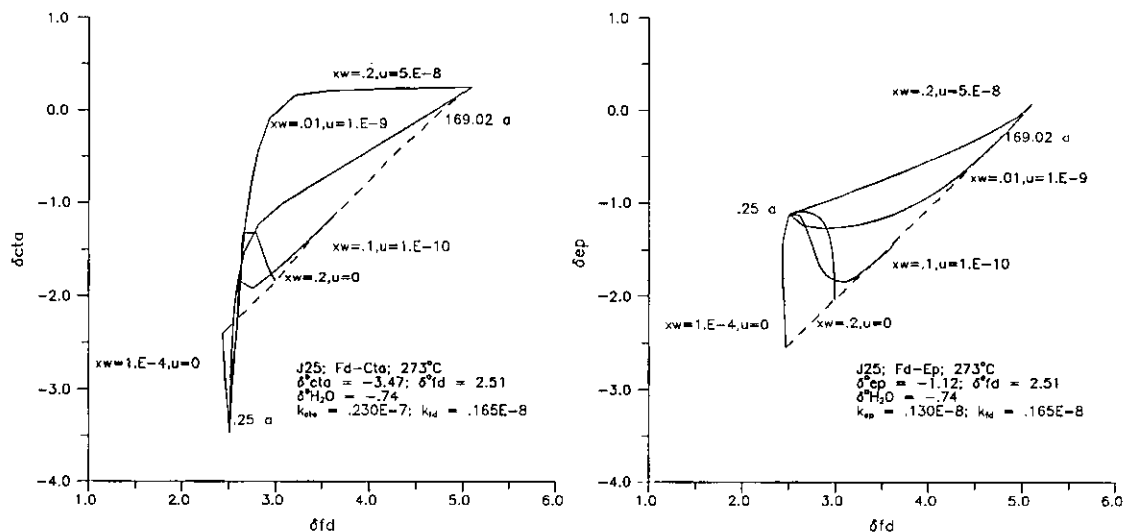 1.0
0.0
−1.0
−2.0
−3.0
−4.0
δcta
xw=.2,u=5.E−8
xw=.01,u=1.E−9
169.02 a
xw=.1,u=1.E−10
xw=.2,u=0
xw=1.E−4,u=0
.25 a
J25; Fd−Cta; 273°C
δ°cta = −3.47; δ°fd = 2.51
δ°H₂O = −.74
k_cta = .230E−7; k_fd = .165E−8
1.0 2.0 3.0 4.0 5.0 6.0
δfd
1.0
0.0
−1.0
−2.0
−3.0
−4.0
δep
xw=.2,u=5.E−8
169.02 a
xw=.01,u=1.E−9
.25 a
xw=.1,u=1.E−10
xw=1.E−4,u=0
xw=.2,u=0
J25; Fd−Ep; 273°C
δ°ep = −1.12; δ°fd = 2.51
δ°H₂O = −.74
k_ep = .130E−8; k_fd = .165E−8
1.0 2.0 3.0 4.0 5.0 6.0
δfd